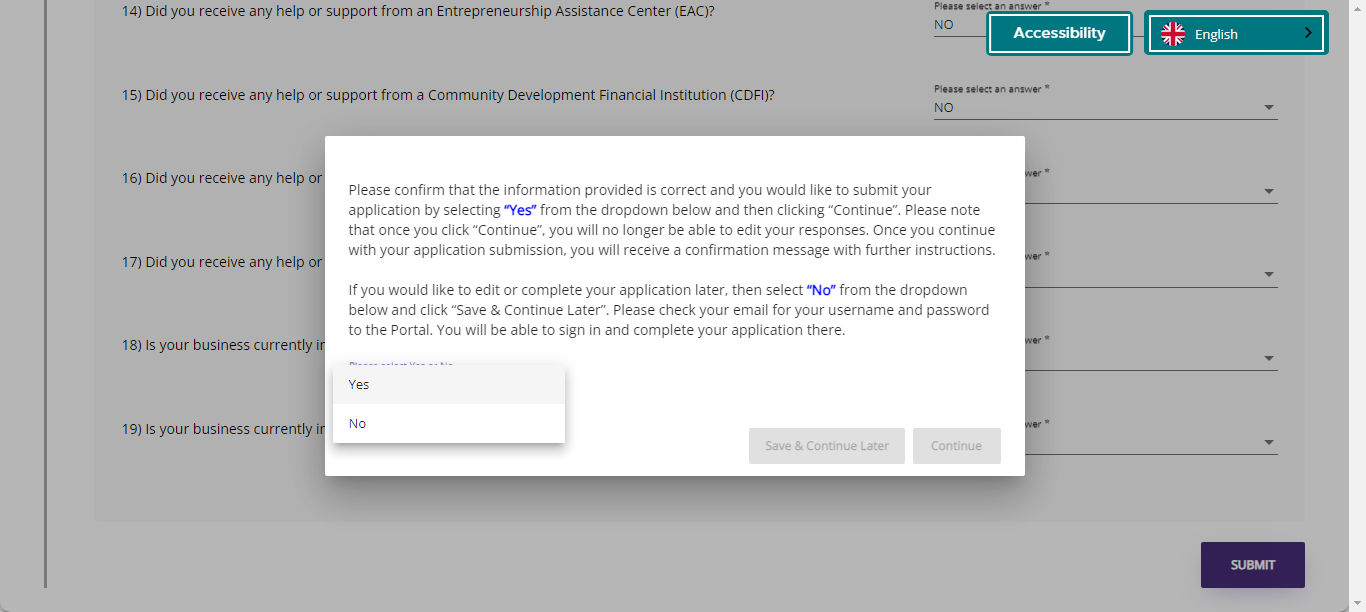 14) Did you receive any help or support from an Entrepreneurship Assistance Center (EAC)?
Please select an answer *
NO
Accessibility
English
15) Did you receive any help or support from a Community Development Financial Institution (CDFI)?
Please select an answer *
NO
16) Did you receive any help or
wer *
17) Did you receive any help or
wer *
18) Is your business currently in
wer *
19) Is your business currently in
wer *
Please confirm that the information provided is correct and you would like to submit your
application by selecting “Yes” from the dropdown below and then clicking “Continue”. Please note
that once you click “Continue”, you will no longer be able to edit your responses. Once you continue
with your application submission, you will receive a confirmation message with further instructions.
If you would like to edit or complete your application later, then select “No” from the dropdown
below and click “Save & Continue Later”. Please check your email for your username and password
to the Portal. You will be able to sign in and complete your application there.
Please select Yes or No
Yes
No
Save & Continue Later
Continue
SUBMIT